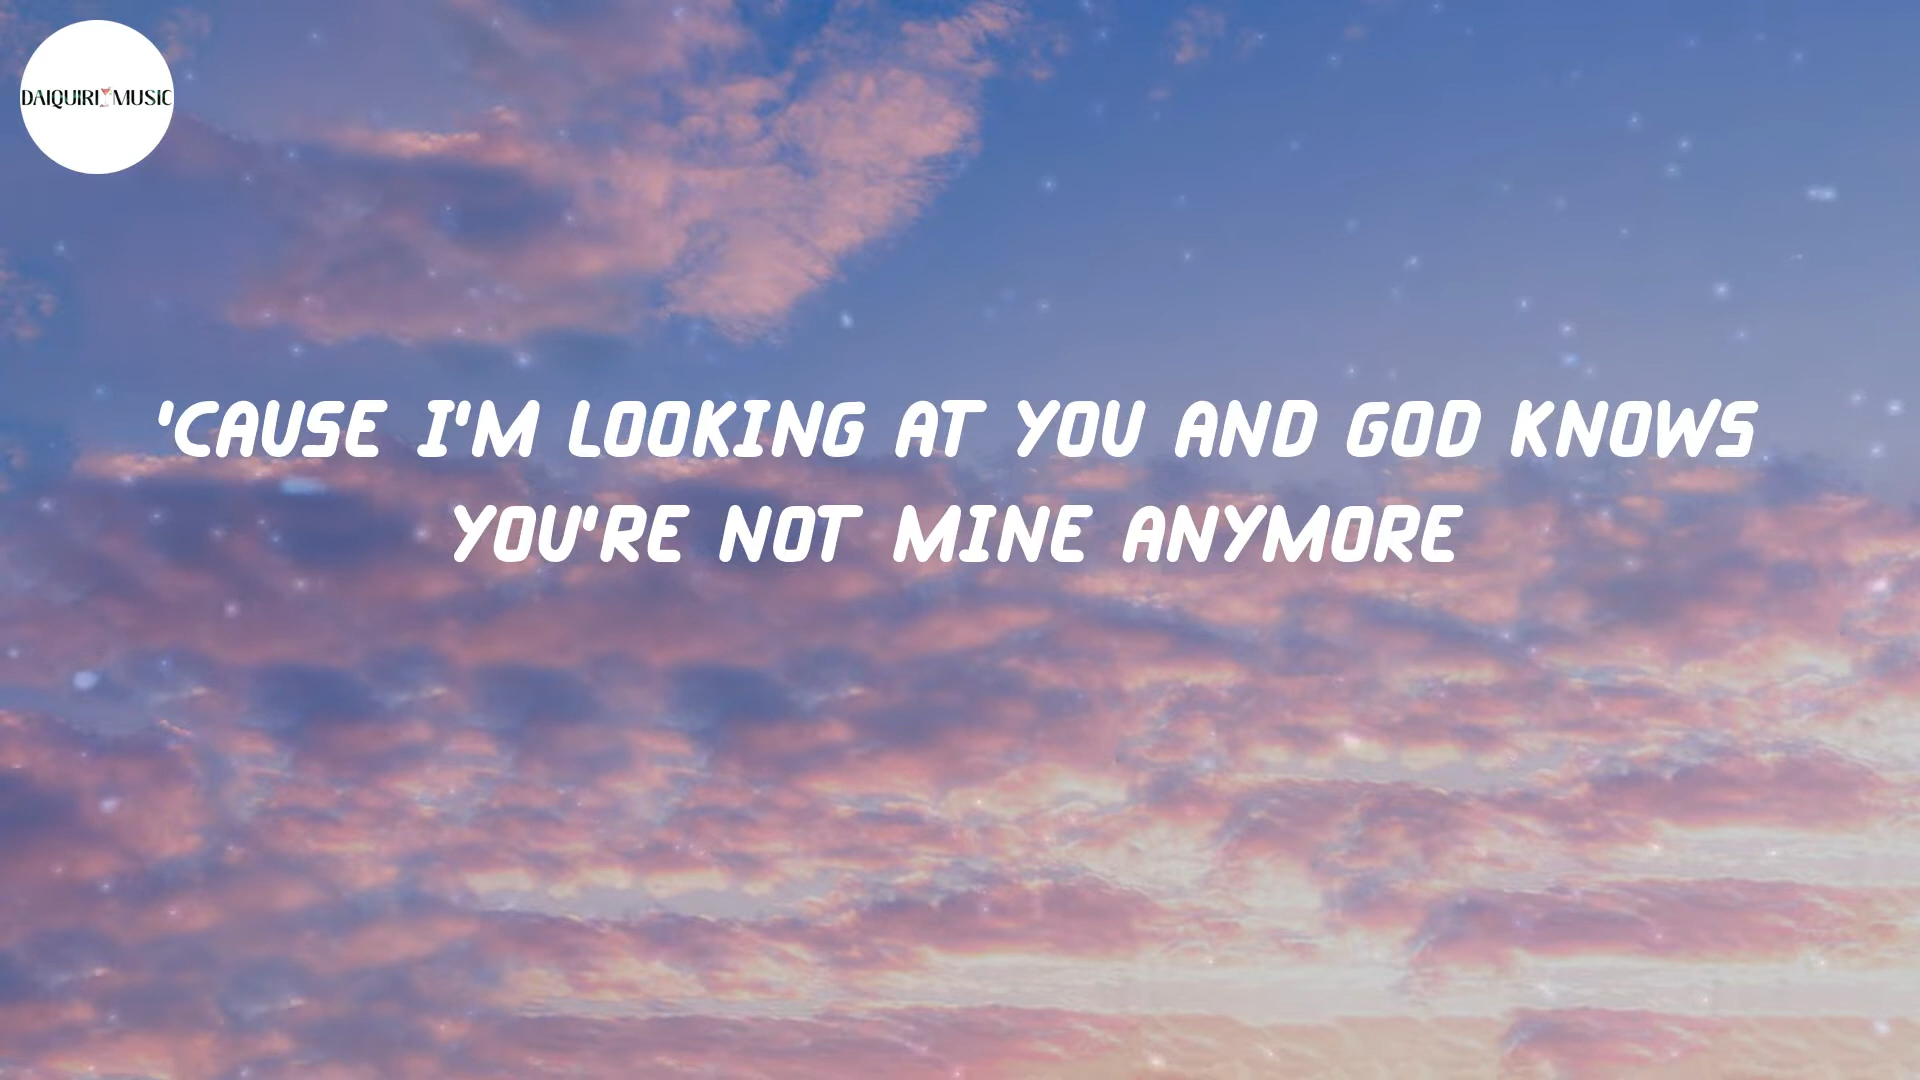 DAIQUIRI MUSIC
'CAUSE I'M LOOKING AT YOU AND GOD KNOWS
YOU'RE NOT MINE ANYMORE